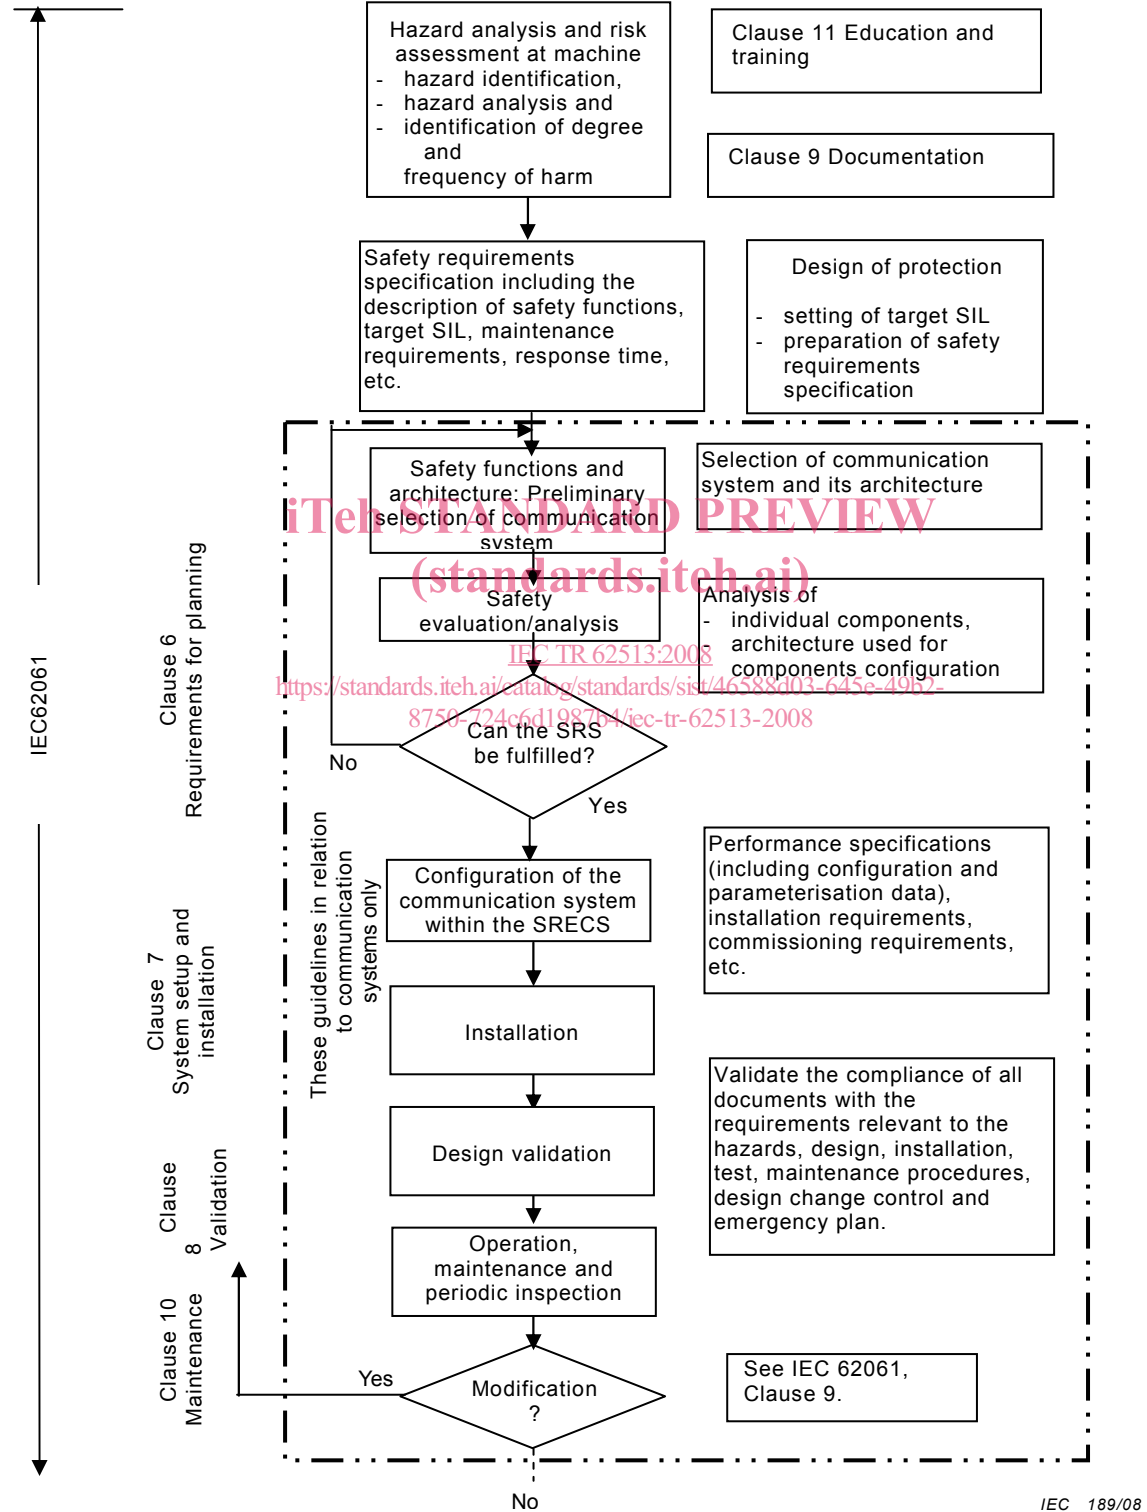 Hazard analysis and risk
assessment at machine
- hazard identification,
- hazard analysis and
- identification of degree
and
frequency of harm
Clause 11 Education and
training
Clause 9 Documentation
Safety requirements
specification including the
description of safety functions,
target SIL, maintenance
requirements, response time,
etc.
Design of protection
- setting of target SIL
- preparation of safety
requirements
specification
Safety functions and
architecture: Preliminary
selection of communication
system
Selection of communication
system and its architecture
iTeh STANDARD PREVIEW
(standards.iteh.ai)
Safety
evaluation/analysis
Analysis of
- individual components,
- architecture used for
components configuration
IEC TR 62513:2008
https://standards.iteh.ai/catalog/standards/sist/46588d03-645e-49b2-
8750-724c6d1987b4/iec-tr-62513-2008
Can the SRS
be fulfilled?
No
Yes
IEC62061
Clause 6
Requirements for planning
These guidelines in relation
to communication
systems only
Configuration of the
communication system
within the SRECS
Performance specifications
(including configuration and
parameterisation data),
installation requirements,
commissioning requirements,
etc.
Clause 7
System setup and
installation
Installation
Design validation
Validate the compliance of all
documents with the
requirements relevant to the
hazards, design, installation,
test, maintenance procedures,
design change control and
emergency plan.
Clause
8
Validation
Operation,
maintenance and
periodic inspection
Clause 10
Maintenance
Yes
Modification
?
See IEC 62061,
Clause 9.
No
IEC 189/08